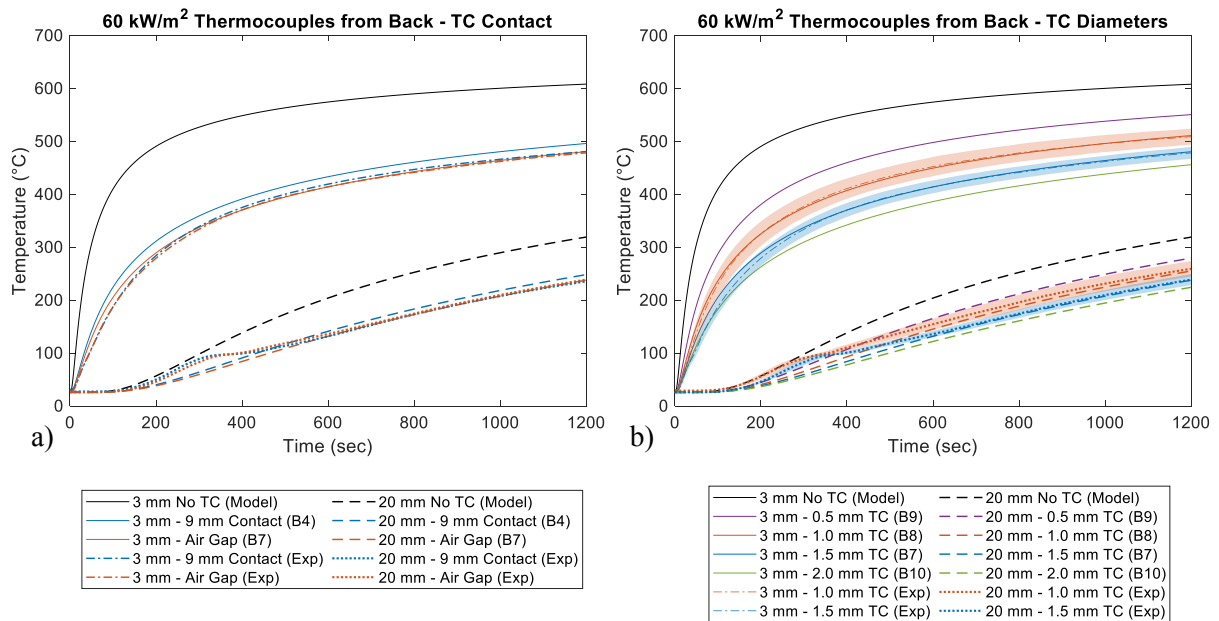 60 kW/m² Thermocouples from Back - TC Contact
700
600
500
400
300
200
100
0
Temperature (°C)
0 200 400 600 800 1000 1200
Time (sec)
a)
3 mm No TC (Model) 20 mm No TC (Model)
3 mm - 9 mm Contact (B4) 20 mm - 9 mm Contact (B4)
3 mm - Air Gap (B7) 20 mm - Air Gap (B7)
3 mm - 9 mm Contact (Exp) 20 mm - 9 mm Contact (Exp)
3 mm - Air Gap (Exp) 20 mm - Air Gap (Exp)
60 kW/m² Thermocouples from Back - TC Diameters
700
600
500
400
300
200
100
0
Temperature (°C)
0 200 400 600 800 1000 1200
Time (sec)
b)
3 mm No TC (Model) 20 mm No TC (Model)
3 mm - 0.5 mm TC (B9) 20 mm - 0.5 mm TC (B9)
3 mm - 1.0 mm TC (B8) 20 mm - 1.0 mm TC (B8)
3 mm - 1.5 mm TC (B7) 20 mm - 1.5 mm TC (B7)
3 mm - 2.0 mm TC (B10) 20 mm - 2.0 mm TC (B10)
3 mm - 1.0 mm TC (Exp) 20 mm - 1.0 mm TC (Exp)
3 mm - 1.5 mm TC (Exp) 20 mm - 1.5 mm TC (Exp)